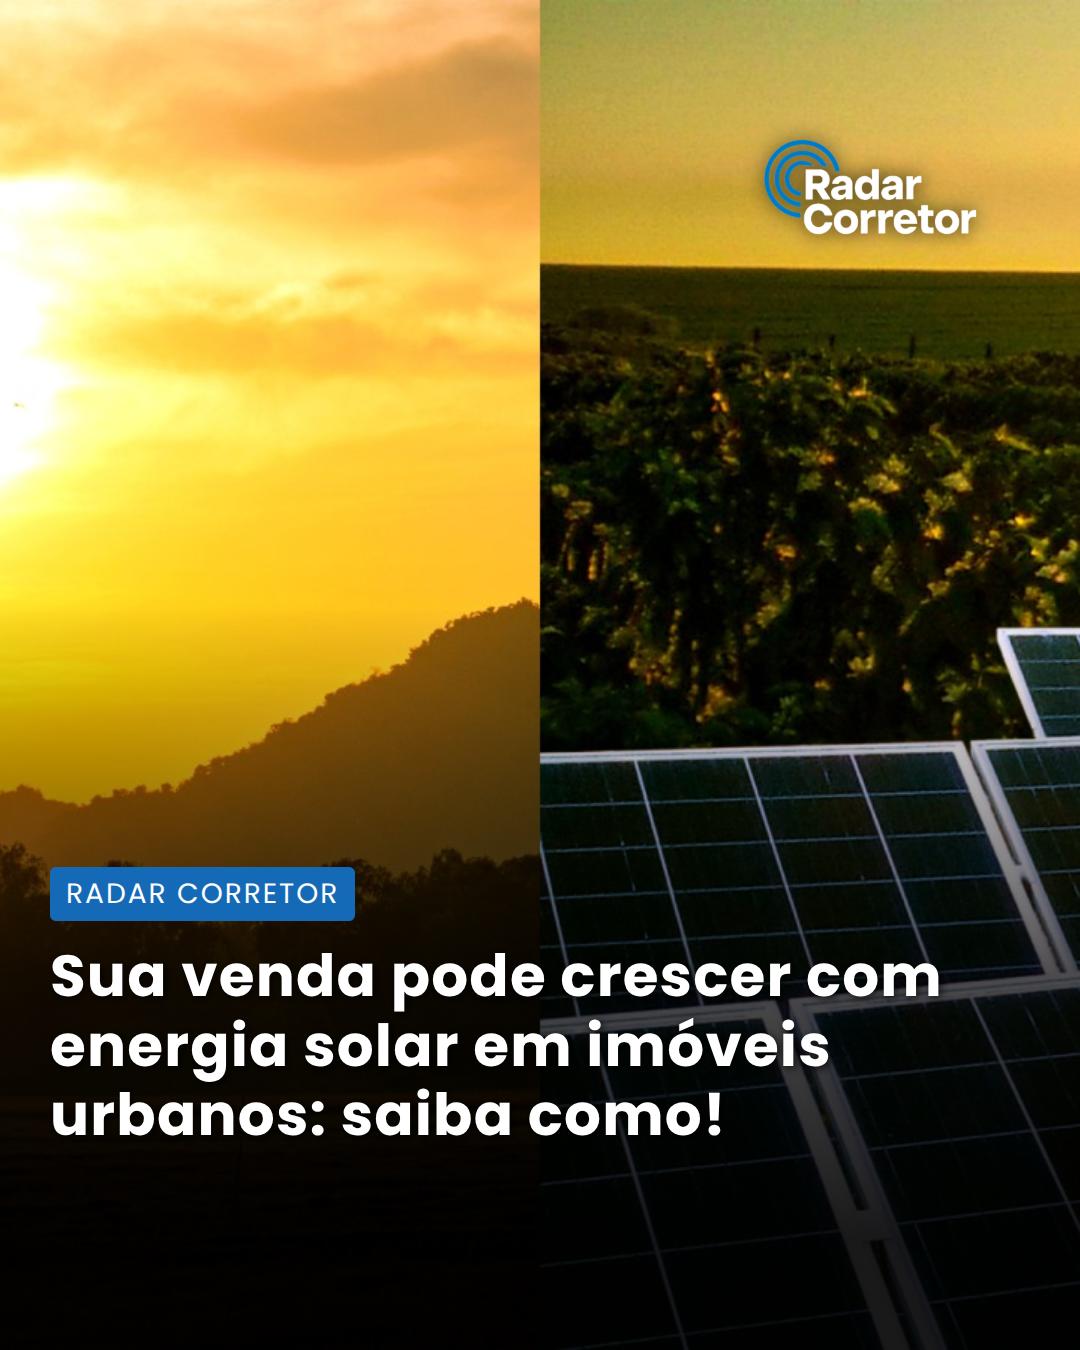 Radar
Corretor
RADAR CORRETOR
Sua venda pode crescer com
energia solar em imóveis
urbanos: saiba como!